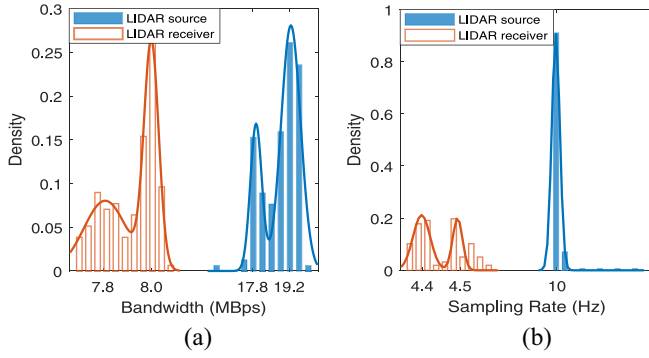 LIDAR source
LIDAR receiver
0.3
0.25
0.2
0.15
0.1
0.05
0
Density
7.8
8.0
17.8
19.2
Bandwidth (MBps)
(a)
LIDAR source
LIDAR receiver
1
0.8
0.6
0.4
0.2
0
Density
4.4
4.5
10
Sampling Rate (Hz)
(b)